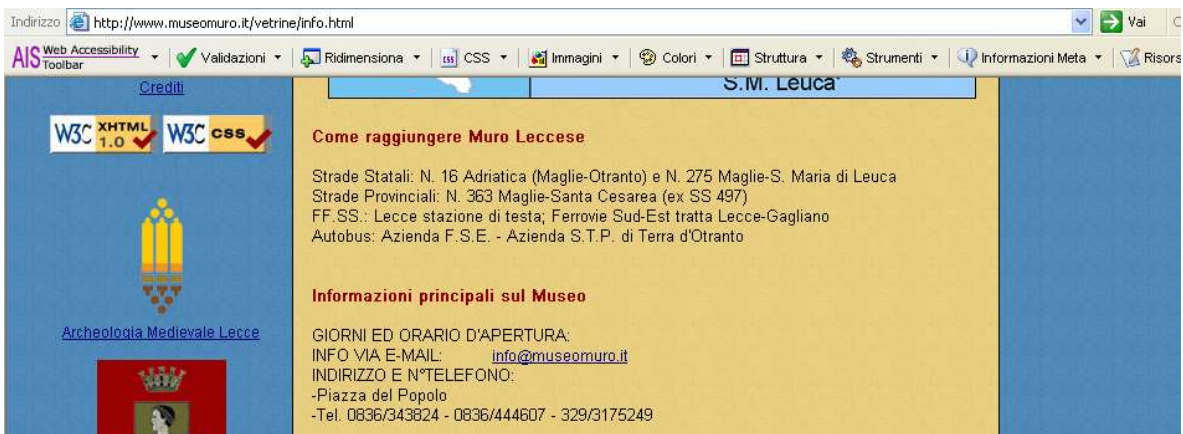 Indirizzo http://www.museomuro.it/vetrine/info.html Vai
AIS Web Accessibility Toolbar Validazioni Ridimensiona CSS Immagini Colori Struttura Strumenti Informazioni Meta Risors
Crediti
W3C XHTML 1.0 W3C css
Archeologia Medievale Lecce
S.M. Leuca
Come raggiungere Muro Leccese
Strade Statali: N. 16 Adriatica (Maglie-Otranto) e N. 275 Maglie-S. Maria di Leuca
Strade Provinciali: N. 363 Maglie-Santa Cesarea (ex SS 497)
FF.SS.: Lecce stazione di testa; Ferrovie Sud-Est tratta Lecce-Gagliano
Autobus: Azienda F.S.E. - Azienda S.T.P. di Terra d'Otranto
Informazioni principali sul Museo
GIORNI ED ORARIO D'APERTURA:
INFO VIA E-MAIL: info@museomuro.it
INDIRIZZO E N°TELEFONO:
-Piazza del Popolo
-Tel. 0836/343824 - 0836/444607 - 329/3175249